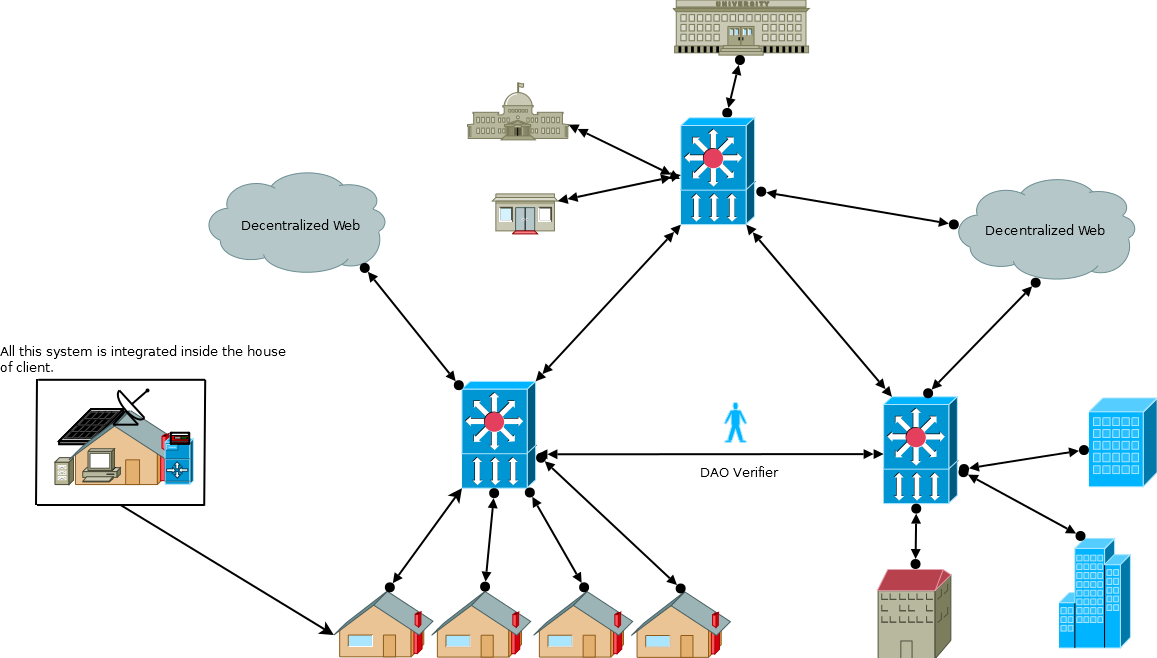 UNIVERSITY
Decentralized Web
Decentralized Web
All this system is integrated inside the house
of client.
DAO Verifier